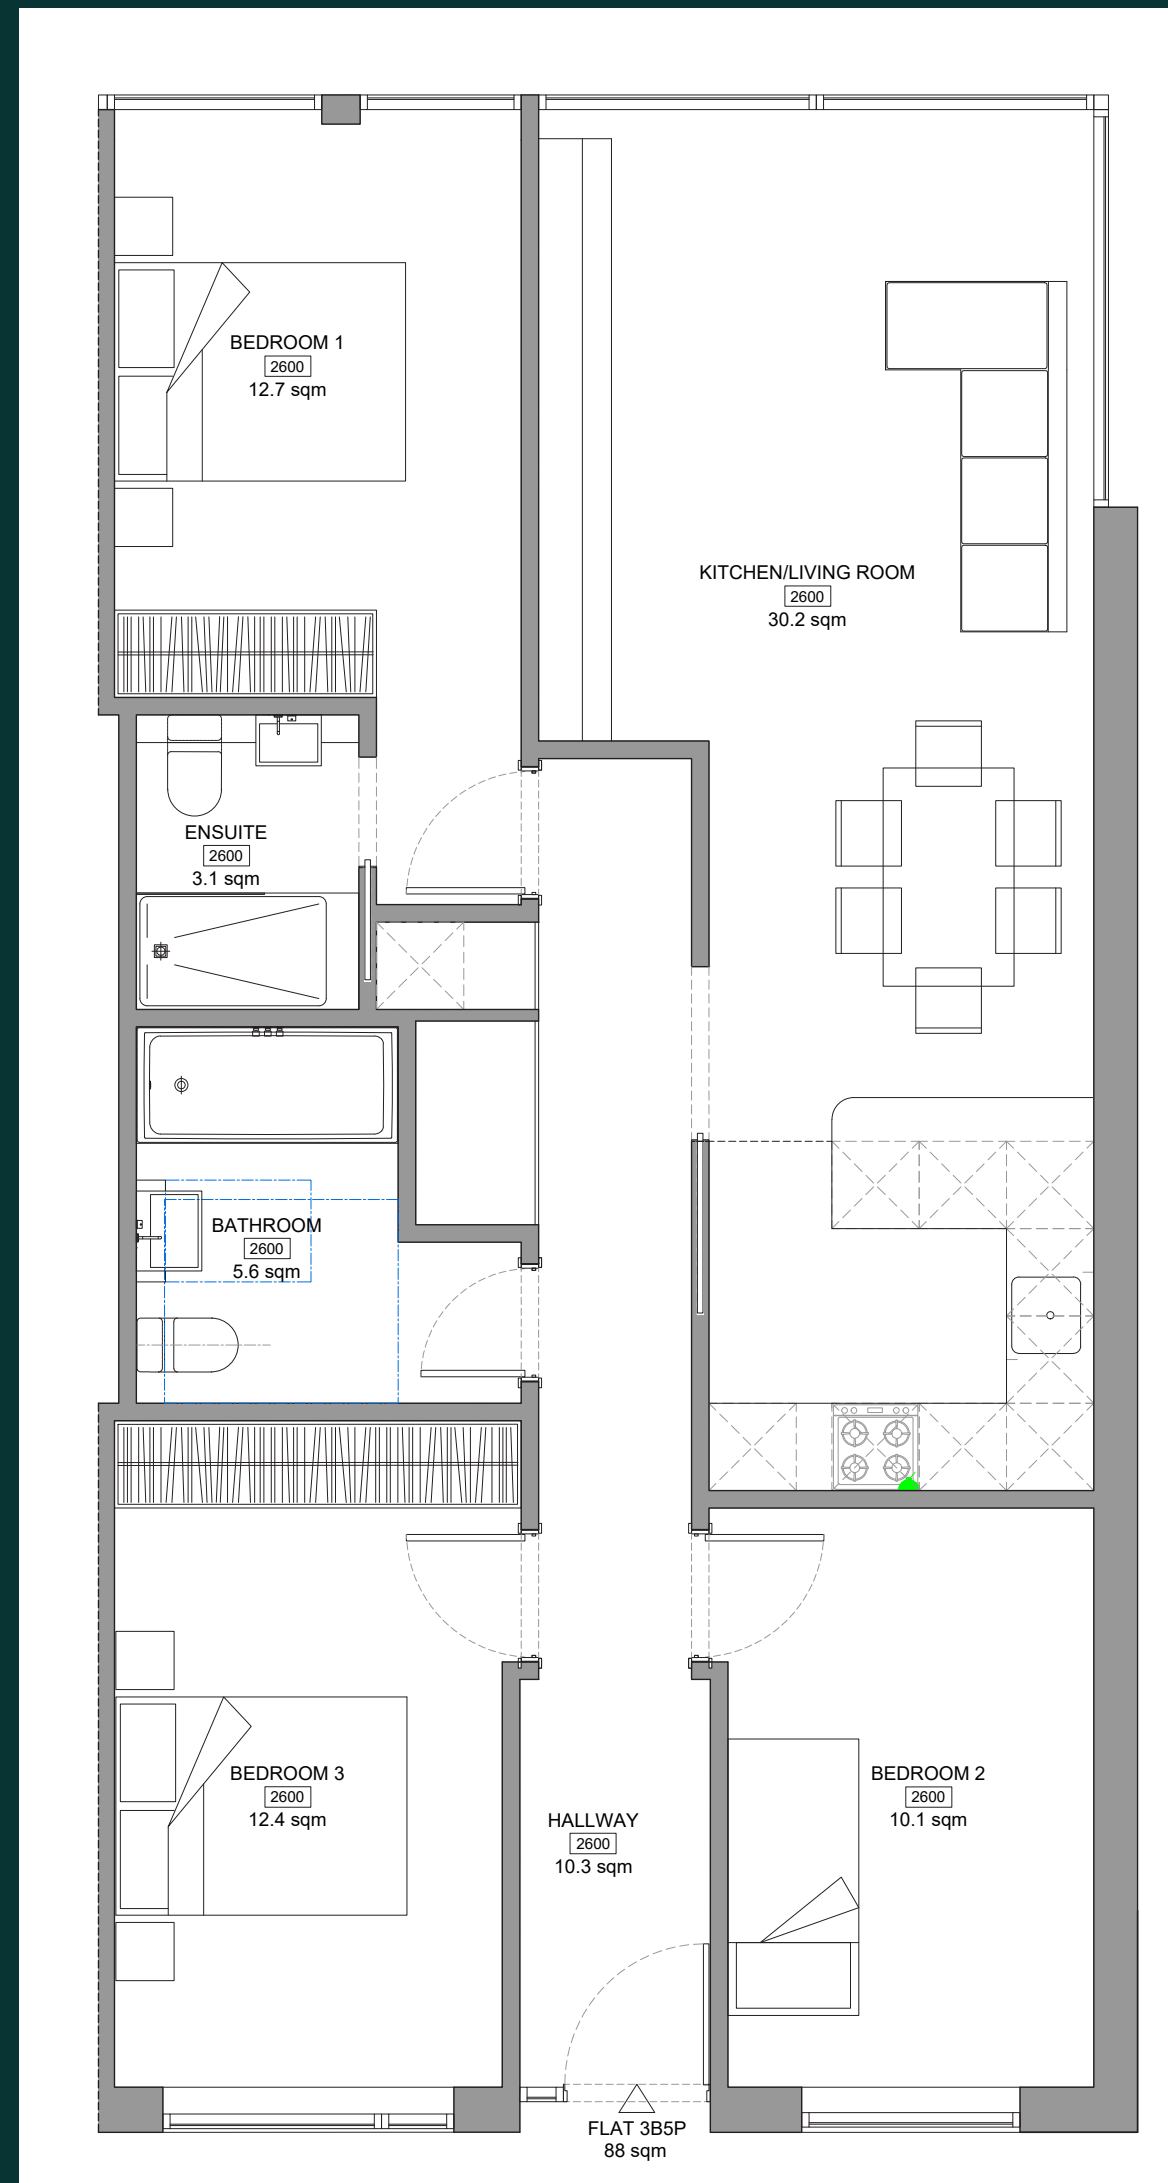 BEDROOM 1
2600
12.7 sqm
KITCHEN/LIVING ROOM
2600
30.2 sqm
ENSUITE
2600
3.1 sqm
BATHROOM
2600
5.6 sqm
BEDROOM 3
2600
12.4 sqm
BEDROOM 2
2600
10.1 sqm
HALLWAY
2600
10.3 sqm
FLAT 3B5P
88 sqm